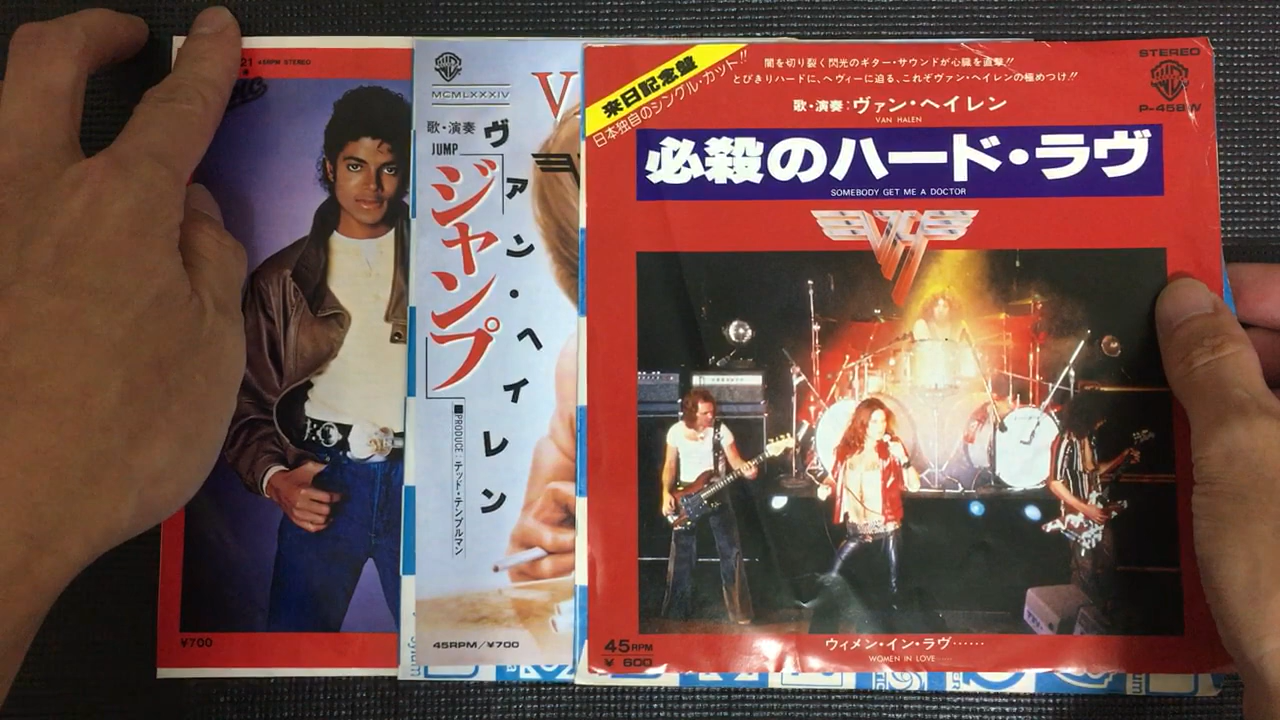 21 45RPM STEREO
¥700
MCMLXXXIV
歌・演奏
ヴァン・ヘイレン
JUMP
ジャンプ
■PRODUCE:テッド・テンプルマン
45RPM/¥700
V
来日記念盤
日本独自のシングル・カット!!
闇を切り裂く閃光のギター・サウンドが心臓を直撃!!
とびきりハードに、ヘヴィーに迫る、これぞヴァン・ヘイレンの極めつけ!!
歌・演奏:ヴァン・ヘイレン
VAN HALEN
STEREO
P-458W
必殺のハード・ラヴ
SOMEBODY GET ME A DOCTOR
VH
ウィメン・イン・ラヴ……
WOMEN IN LOVE
45RPM
¥600